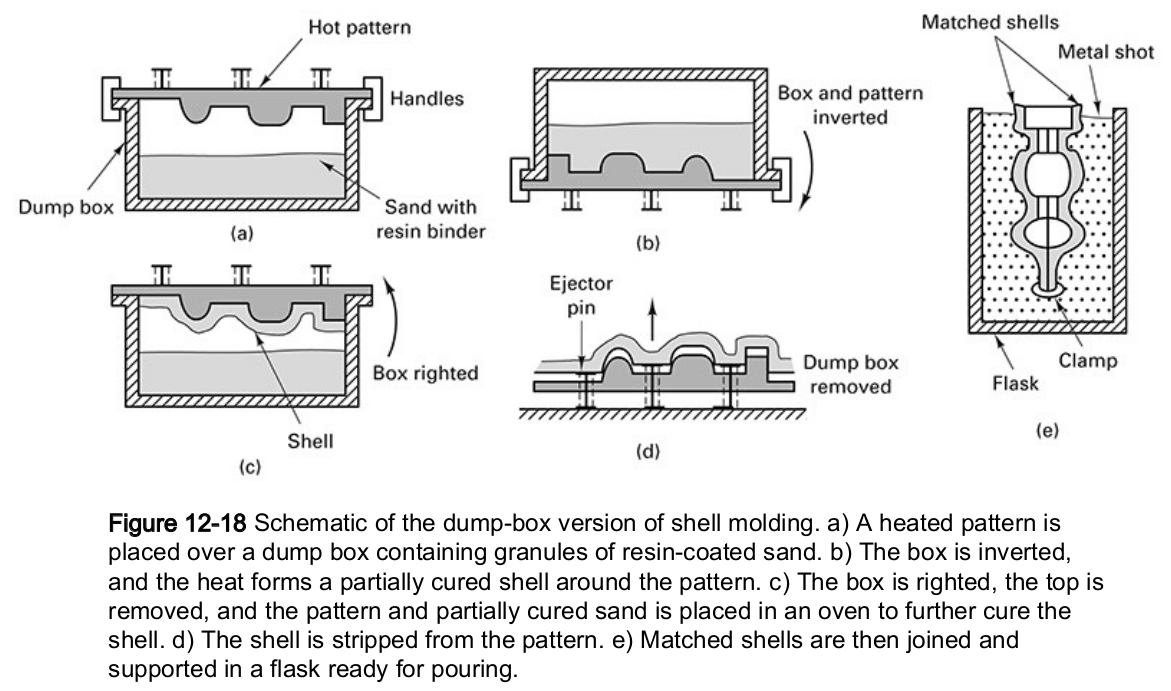 Hot pattern
Handles
Dump box
Sand with
resin binder
(a)
Box and pattern
inverted
(b)
Box righted
Shell
(c)
Ejector
pin
Dump box
removed
(d)
Matched shells
Metal shot
Clamp
Flask
(e)
Figure 12-18 Schematic of the dump-box version of shell molding. a) A heated pattern is
placed over a dump box containing granules of resin-coated sand. b) The box is inverted,
and the heat forms a partially cured shell around the pattern. c) The box is righted, the top is
removed, and the pattern and partially cured sand is placed in an oven to further cure the
shell. d) The shell is stripped from the pattern. e) Matched shells are then joined and
supported in a flask ready for pouring.